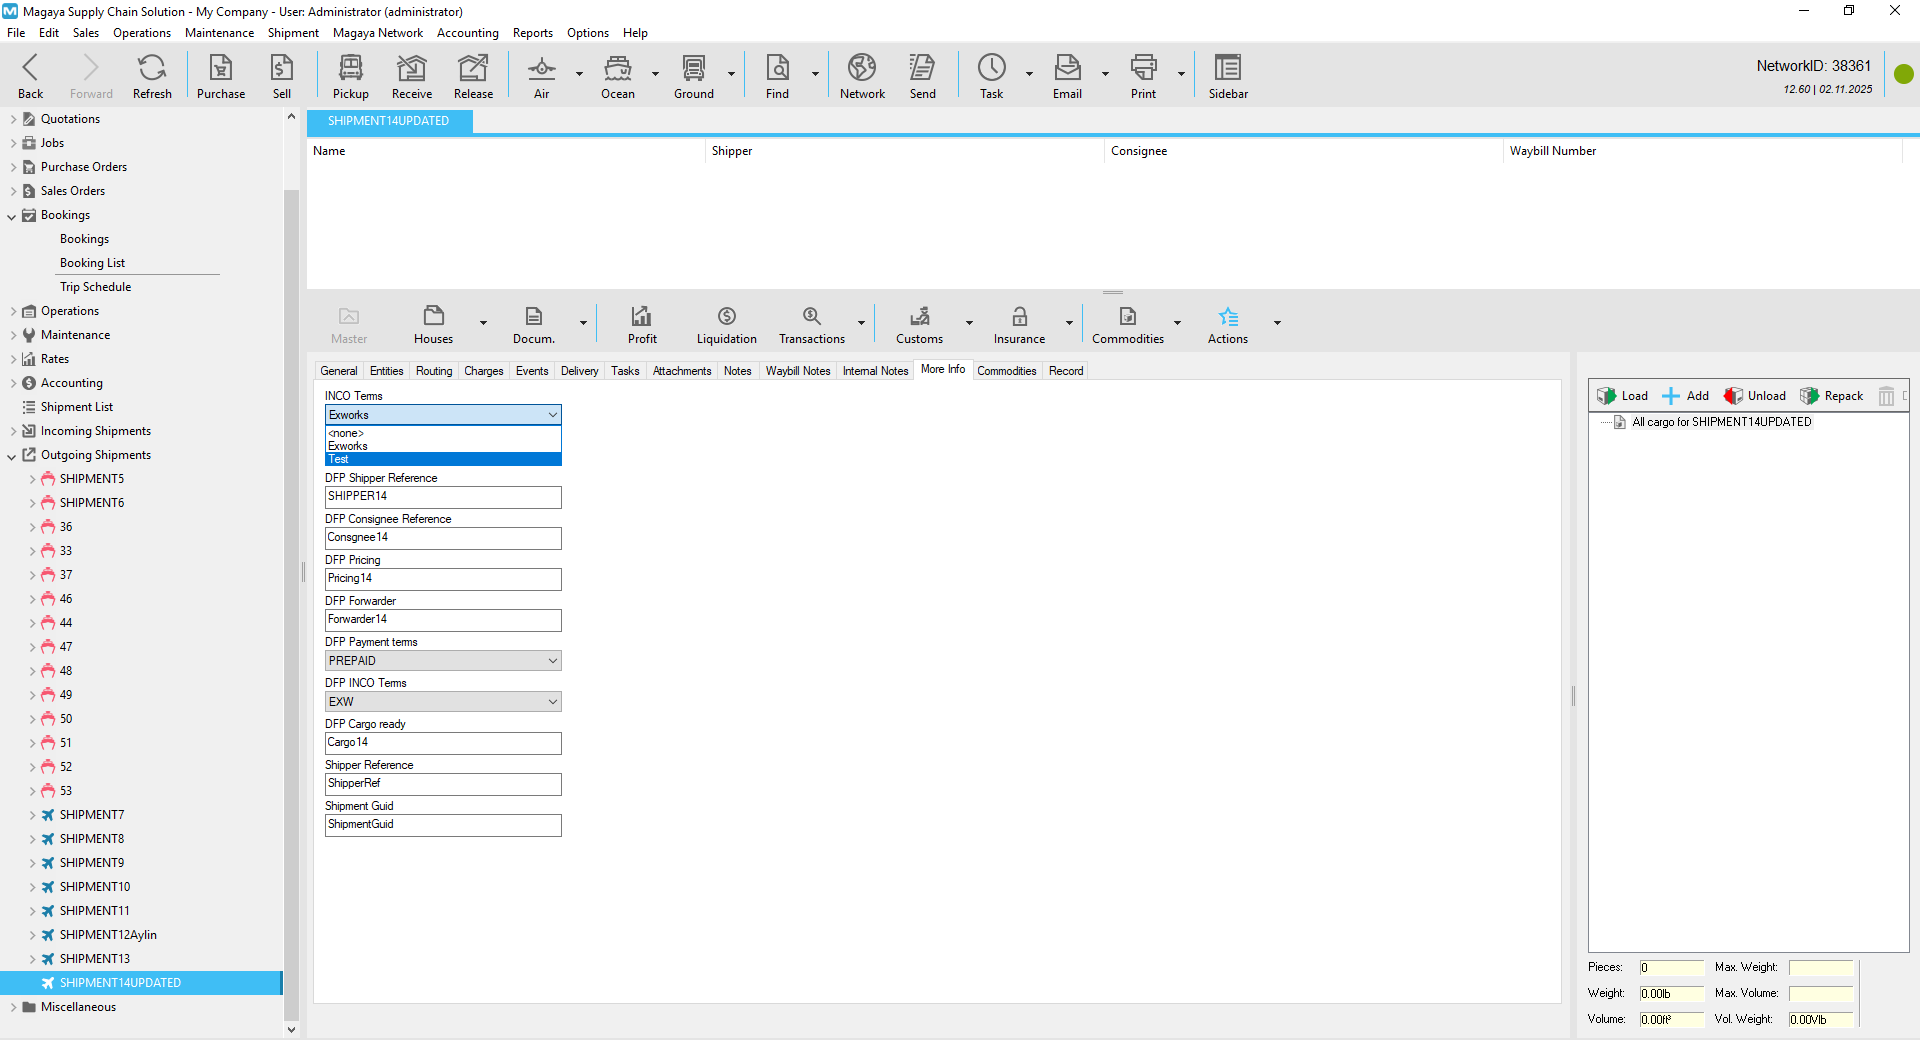 Magaya Supply Chain Solution - My Company - User: Administrator (administrator)
File Edit Sales Operations Maintenance Shipment Magaya Network Accounting Reports Options Help
Back Forward Refresh Purchase Sell Pickup Receive Release Air Ocean Ground Find Network Send Task Email Print Sidebar
NetworkID: 38361
12.60 | 02.11.2025
Quotations
Jobs
Purchase Orders
Sales Orders
Bookings
Bookings
Booking List
Trip Schedule
Operations
Maintenance
Rates
Accounting
Shipment List
Incoming Shipments
Outgoing Shipments
SHIPMENT5
SHIPMENT6
36
33
37
46
44
47
48
49
50
51
52
53
SHIPMENT7
SHIPMENT8
SHIPMENT9
SHIPMENT10
SHIPMENT11
SHIPMENT12Aylin
SHIPMENT13
SHIPMENT14UPDATED
Miscellaneous
SHIPMENT14UPDATED
Name Shipper Consignee Waybill Number
Master Houses Docum. Profit Liquidation Transactions Customs Insurance Commodities Actions
General Entities Routing Charges Events Delivery Tasks Attachments Notes Waybill Notes Internal Notes More Info Commodities Record
INCO Terms
Exworks
<none>
Exworks
Test
DFP Shipper Reference
SHIPPER14
DFP Consignee Reference
Consgnee14
DFP Pricing
Pricing14
DFP Forwarder
Forwarder14
DFP Payment terms
PREPAID
DFP INCO Terms
EXW
DFP Cargo ready
Cargo14
Shipper Reference
ShipperRef
Shipment Guid
ShipmentGuid
Load Add Unload Repack
All cargo for SHIPMENT14UPDATED
Pieces: 0 Max. Weight:
Weight: 0.00lb Max. Volume:
Volume: 0.00ft³ Vol. Weight: 0.00Vlb